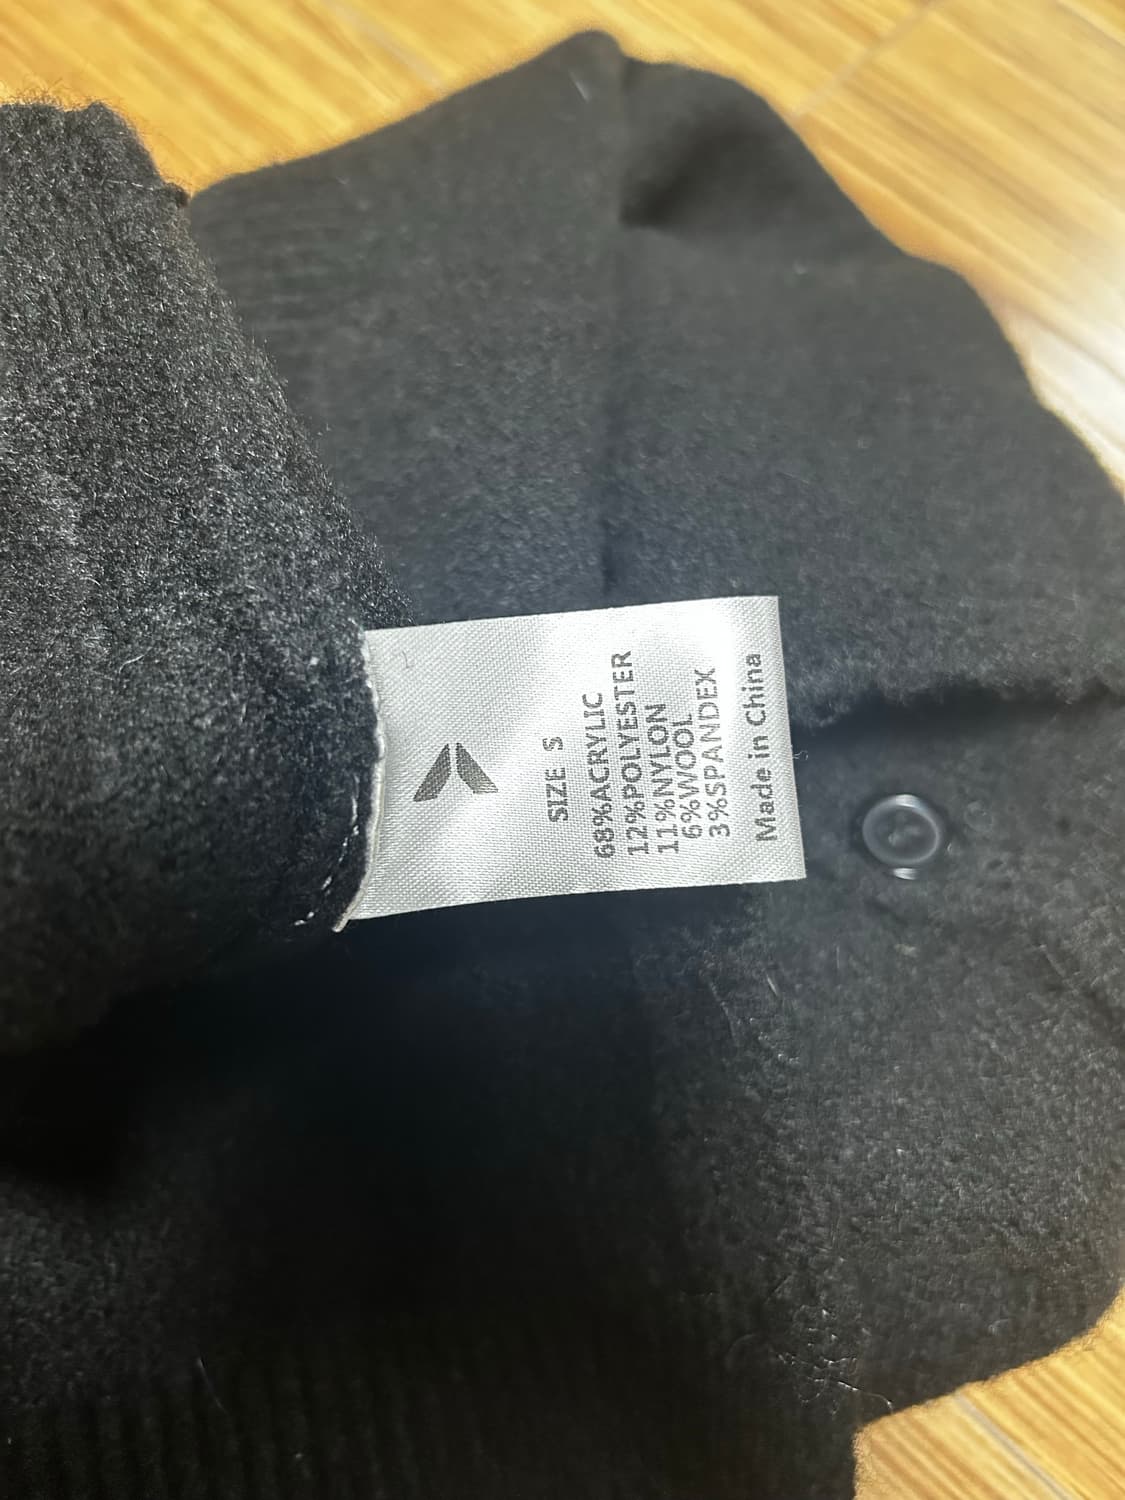 SIZE S
68%ACRYLIC
12%POLYESTER
11%NYLON
6%WOOL
3%SPANDEX
Made in China